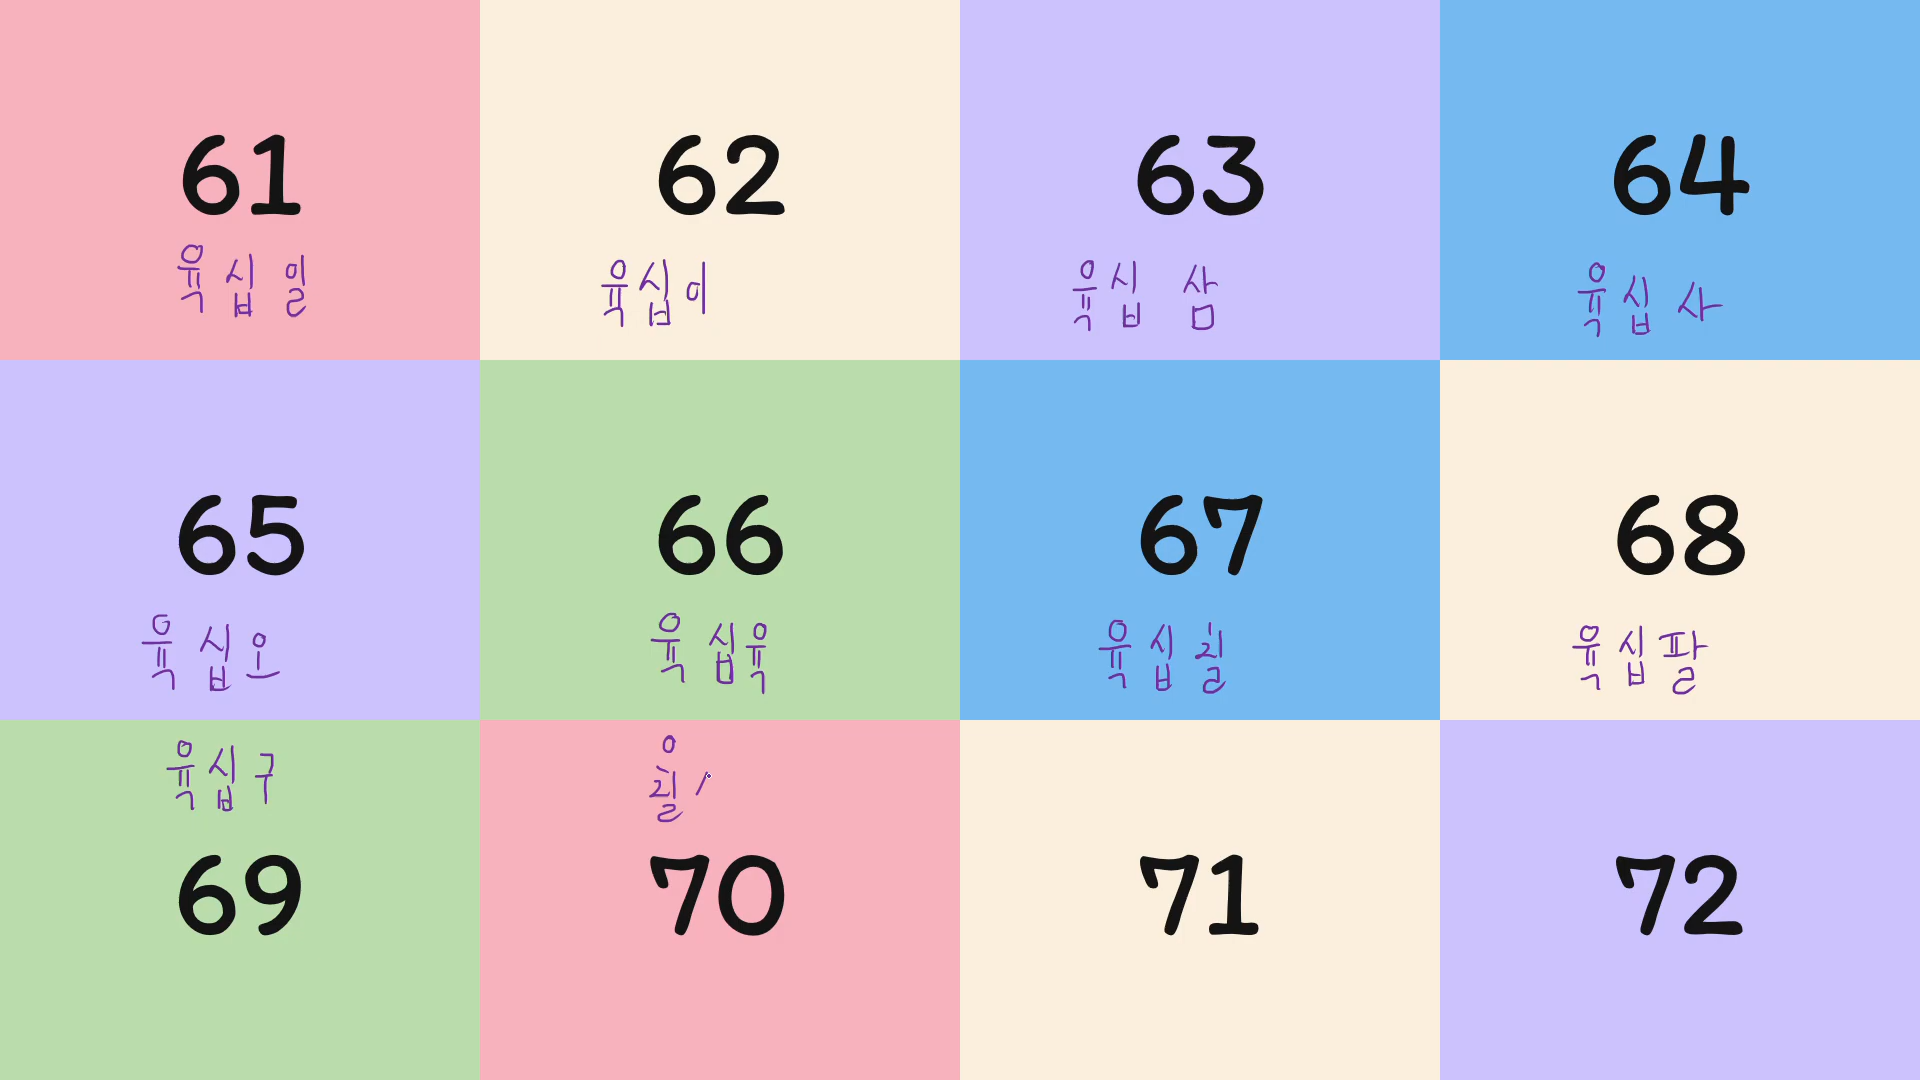 61
육십일
62
육십이
63
육십 삼
64
육십 사
65
육 십오
66
육 십육
67
육 십 칠
68
육 십 팔
육십구
69
칠
70
71
72